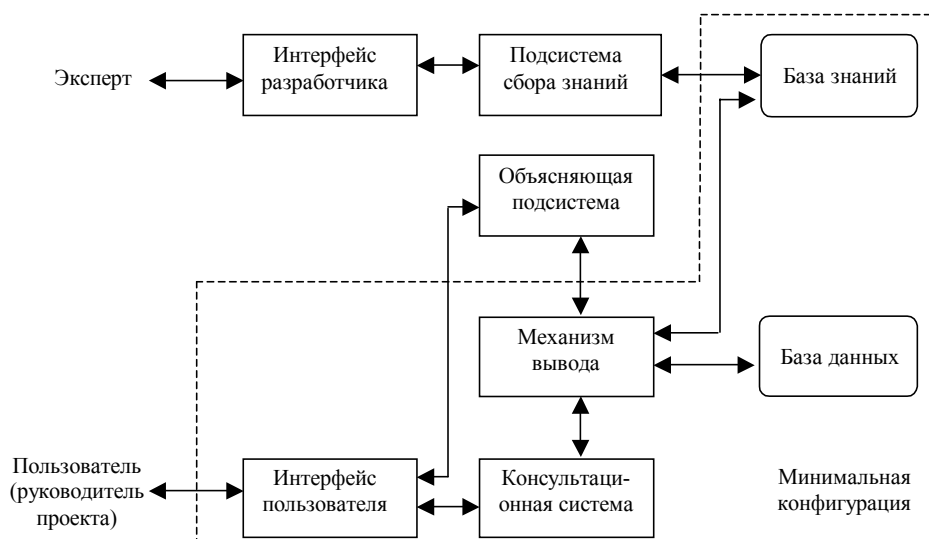 Эксперт
Интерфейс
разработчика
Подсистема
сбора знаний
База знаний
Объясняющая
подсистема
Механизм
вывода
База данных
Пользователь
(руководитель
проекта)
Интерфейс
пользователя
Консультаци-
онная система
Минимальная
конфигурация